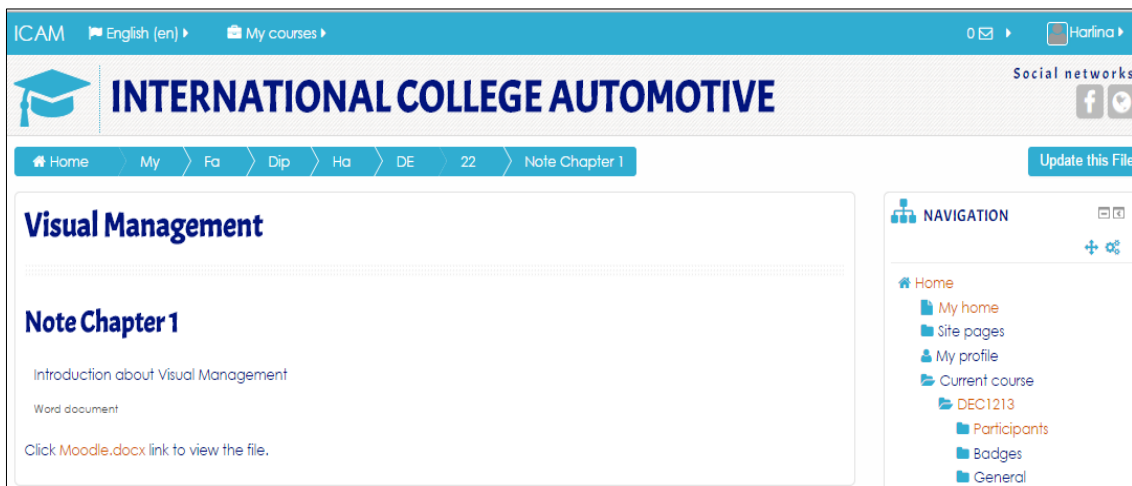 ICAM English (en) My courses 0 Harlina
Social networks
INTERNATIONAL COLLEGE AUTOMOTIVE
Home My Fa Dip Ha DE 22 Note Chapter 1 Update this File
Visual Management
Note Chapter 1
Introduction about Visual Management
Word document
Click Moodle.docx link to view the file.
NAVIGATION
Home
My home
Site pages
My profile
Current course
DEC1213
Participants
Badges
General